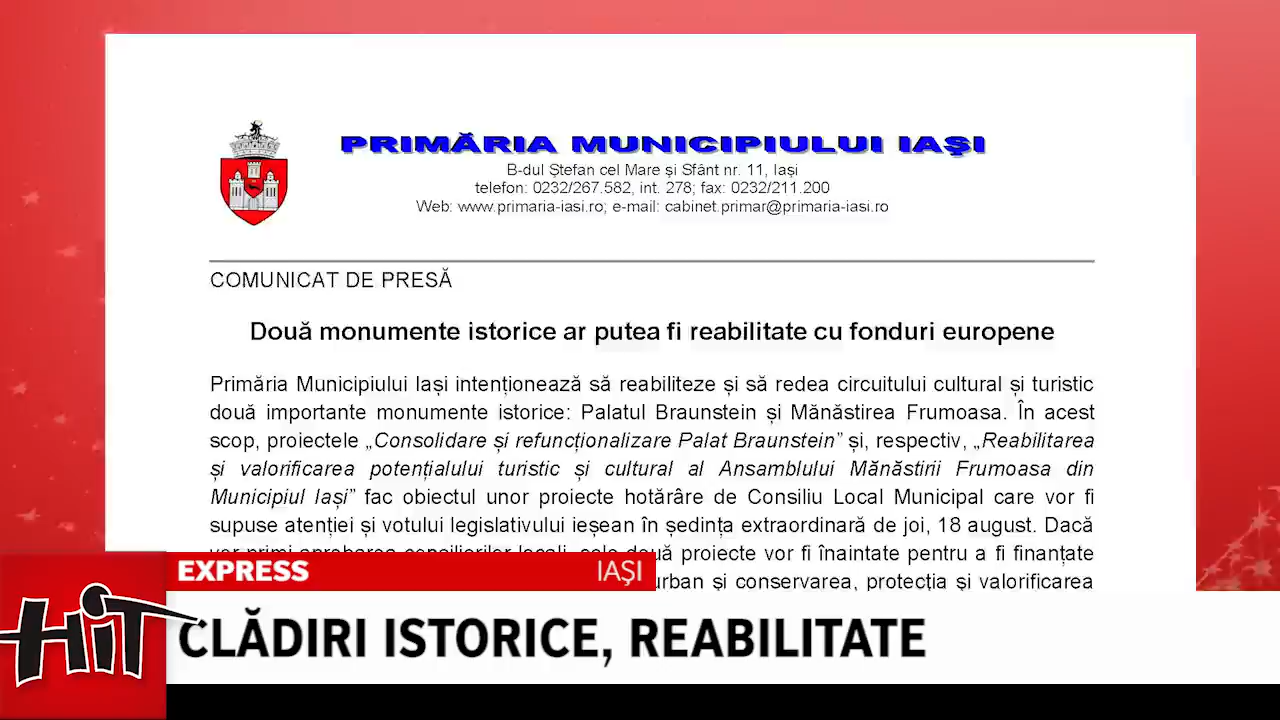 PRIMĂRIA MUNICIPIULUI IAŞI
B-dul Ștefan cel Mare și Sfânt nr. 11, Iași
telefon: 0232/267.582, int. 278; fax: 0232/211.200
Web: www.primaria-iasi.ro; e-mail: cabinet.primar@primaria-iasi.ro
COMUNICAT DE PRESĂ
Două monumente istorice ar putea fi reabilitate cu fonduri europene
Primăria Municipiului Iași intenționează să reabiliteze și să redea circuitului cultural și turistic
două importante monumente istorice: Palatul Braunstein și Mănăstirea Frumoasa. În acest
scop, proiectele „Consolidare și refuncționalizare Palat Braunstein” și, respectiv, „Reabilitarea
și valorificarea potențialului turistic și cultural al Ansamblului Mănăstirii Frumoasa din
Municipiul Iași” fac obiectul unor proiecte hotărâre de Consiliu Local Municipal care vor fi
supuse atenției și votului legislativului ieșean în ședința extraordinară de joi, 18 august. Dacă
vor primi aprobarea consilierilor locali, cele două proiecte vor fi înaintate pentru a fi finanțate
urban și conservarea, protecția și valorificarea
EXPRESS
IAŞI
HiT
CLĂDIRI ISTORICE, REABILITATE